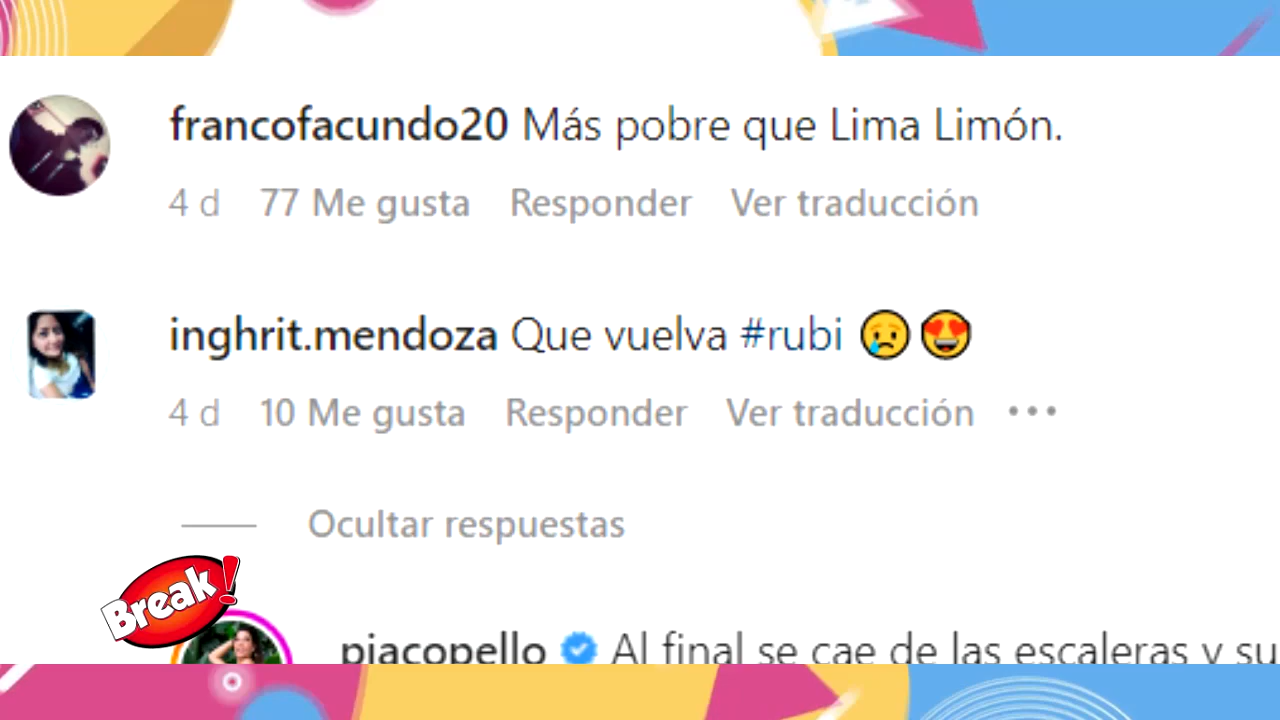 francofacundo20 Más pobre que Lima Limón.
4 d 77 Me gusta Responder Ver traducción
inghrit.mendoza Que vuelva #rubi 😢😍
4 d 10 Me gusta Responder Ver traducción •••
Ocultar respuestas
Break!
piacopello Al final se cae de las escaleras y su